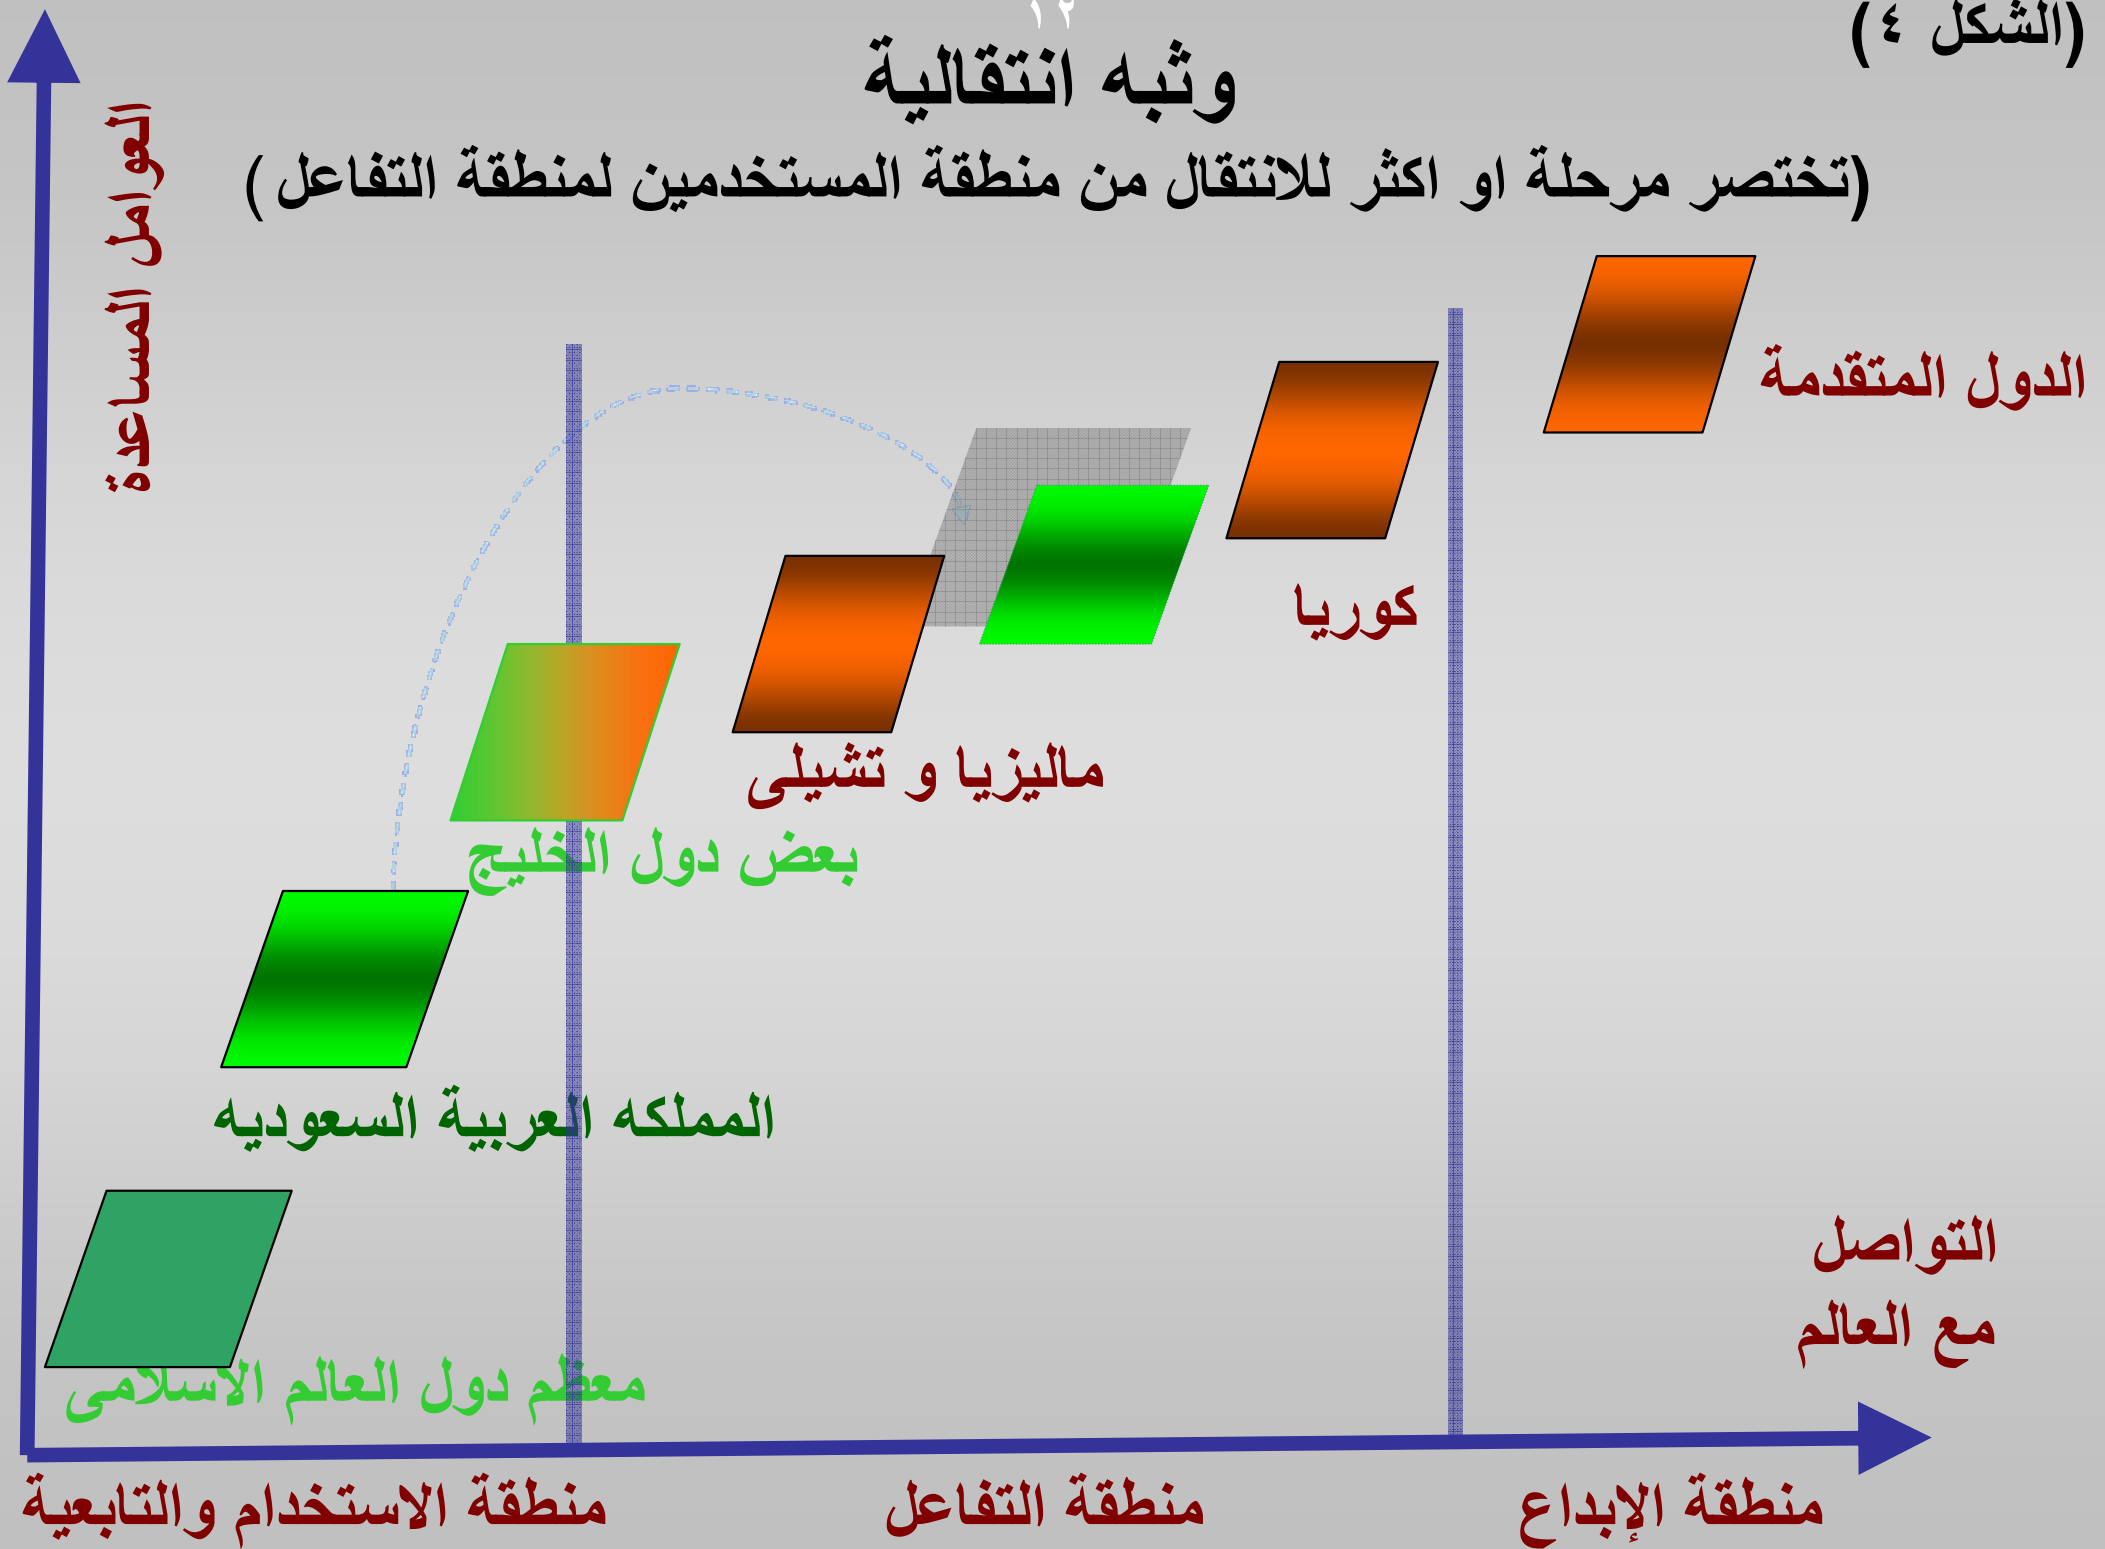 ١٢
(الشكل ٤)
وثبه انتقالية
(تختصر مرحلة او اكثر للانتقال من منطقة المستخدمين لمنطقة التفاعل)
العوامل المساعدة
الدول المتقدمة
كوريا
ماليزيا و تشيلى
بعض دول الخليج
المملكه العربية السعوديه
معظم دول العالم الاسلامى
التواصل
مع العالم
منطقة الإبداع
منطقة التفاعل
منطقة الاستخدام والتابعية